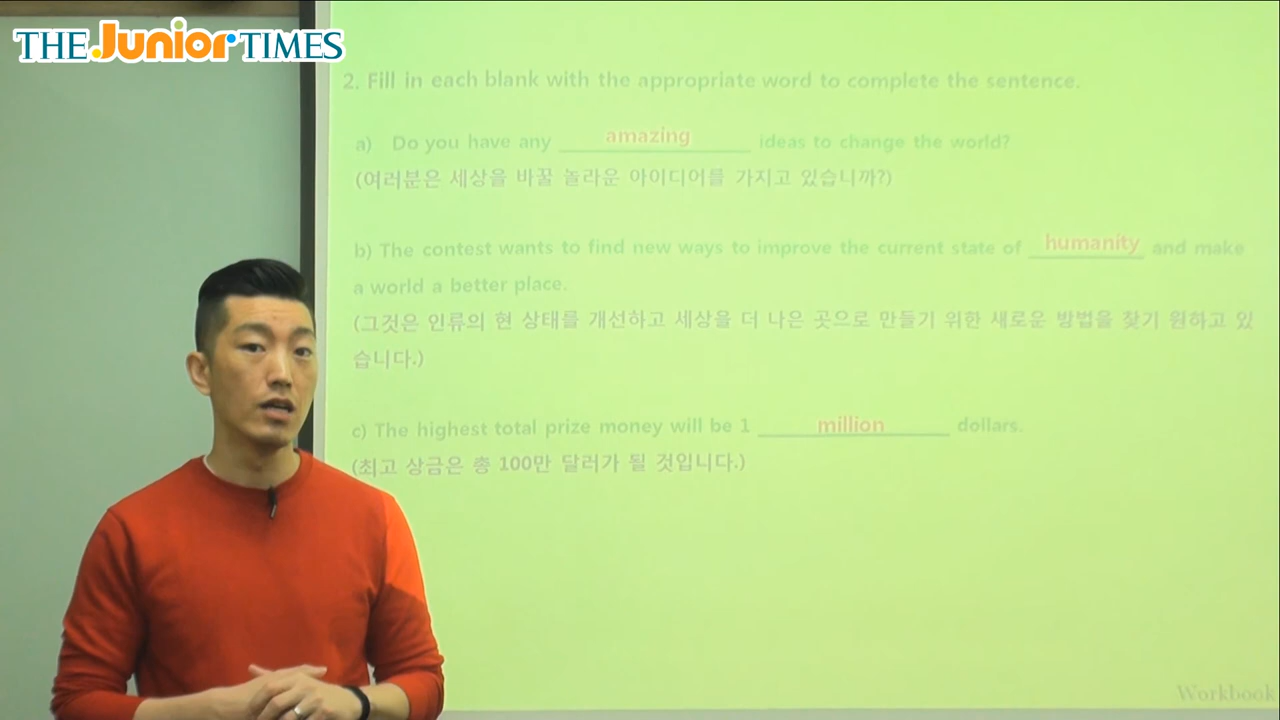 THE Junior TIMES
2. Fill in each blank with the appropriate word to complete the sentence.
a) Do you have any amazing ideas to change the world?
(여러분은 세상을 바꿀 놀라운 아이디어를 가지고 있습니까?)
b) The contest wants to find new ways to improve the current state of humanity and make
a world a better place.
(그것은 인류의 현 상태를 개선하고 세상을 더 나은 곳으로 만들기 위한 새로운 방법을 찾기 원하고 있
습니다.)
c) The highest total prize money will be 1 million dollars.
(최고 상금은 총 100만 달러가 될 것입니다.)
Workbook